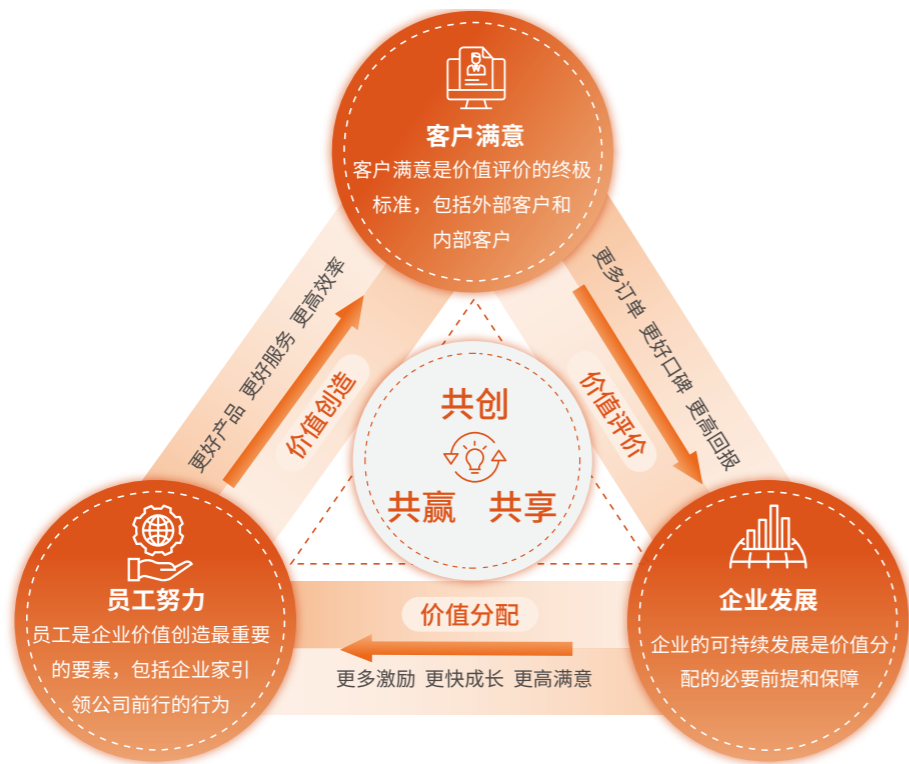 客户满意
客户满意是价值评价的终极
标准，包括外部客户和
内部客户
更好产品 更好服务 更高效率
价值创造
更多订单 更好口碑 更高回报
价值评价
共创
共赢 共享
员工努力
员工是企业价值创造最重要
的要素，包括企业家引
领公司前行的行为
价值分配
更多激励 更快成长 更高满意
企业发展
企业的可持续发展是价值分
配的必要前提和保障